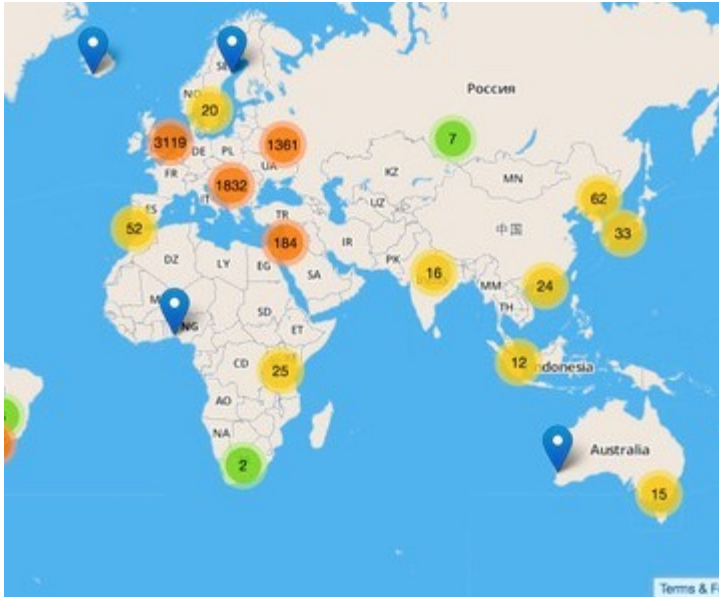 SE
NO
20
Россия
3119
DE
PL
1361
UA
7
FR
KZ
MN
1832
IT
UZ
ES
TR
62
52
184
中国
33
IR
DZ
LY
EG
SA
PK
16
MM
24
NG
SD
TH
ET
CD
25
12
ndonesia
AO
NA
2
Australia
15
Terms & F